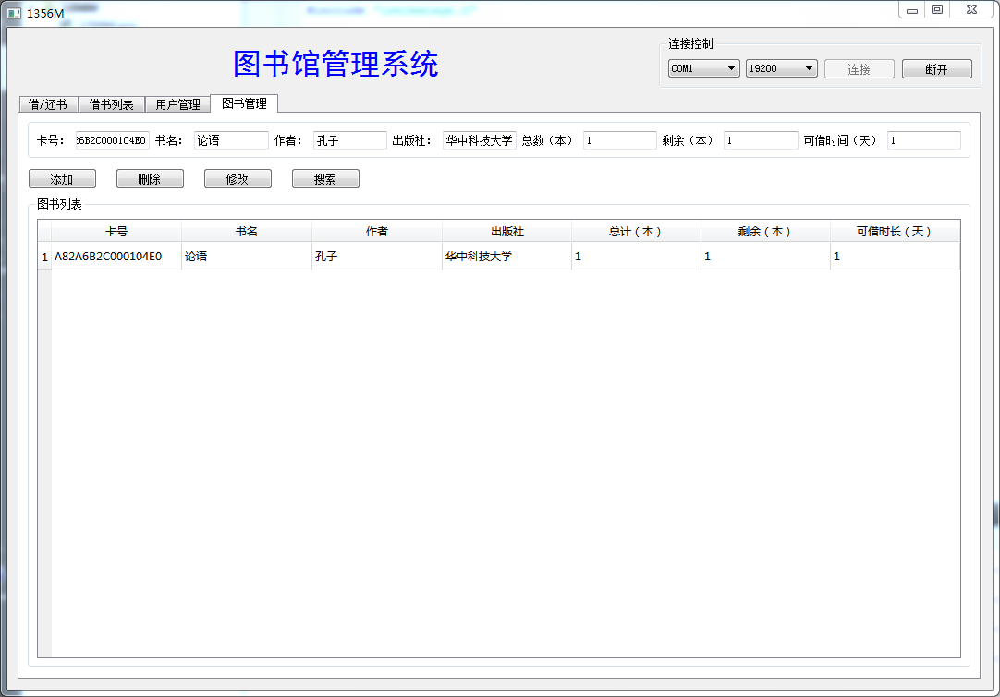 1356M
图书馆管理系统
连接控制
COM1 19200 连接 断开
借/还书 借书列表 用户管理 图书管理
卡号： 26B2C000104E0 书名： 论语 作者： 孔子 出版社： 华中科技大学 总数（本） 1 剩余（本） 1 可借时间（天） 1
添加 删除 修改 搜索
图书列表
卡号 书名 作者 出版社 总计（本） 剩余（本） 可借时长（天）
1 A82A6B2C000104E0 论语 孔子 华中科技大学 1 1 1